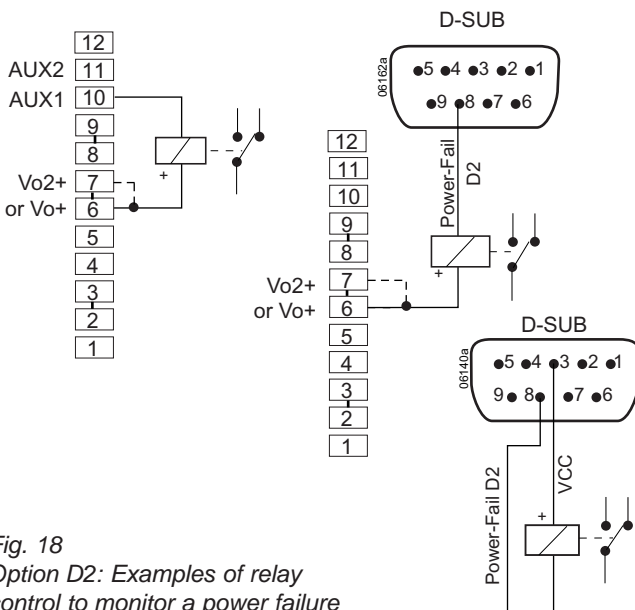 12
AUX2 11
AUX1 10
9
8
Vo2+ 7
or Vo+ 6
5
4
3
2
1
+
D-SUB
06162a
5 4 3 2 1
9 8 7 6
Power-Fail
D2
+
12
11
10
9
8
Vo2+ 7
or Vo+ 6
5
4
3
2
1
D-SUB
06140a
5 4 3 2 1
9 8 7 6
Power-Fail D2
VCC
+
Fig. 18
Option D2: Examples of relay
control to monitor a power failure